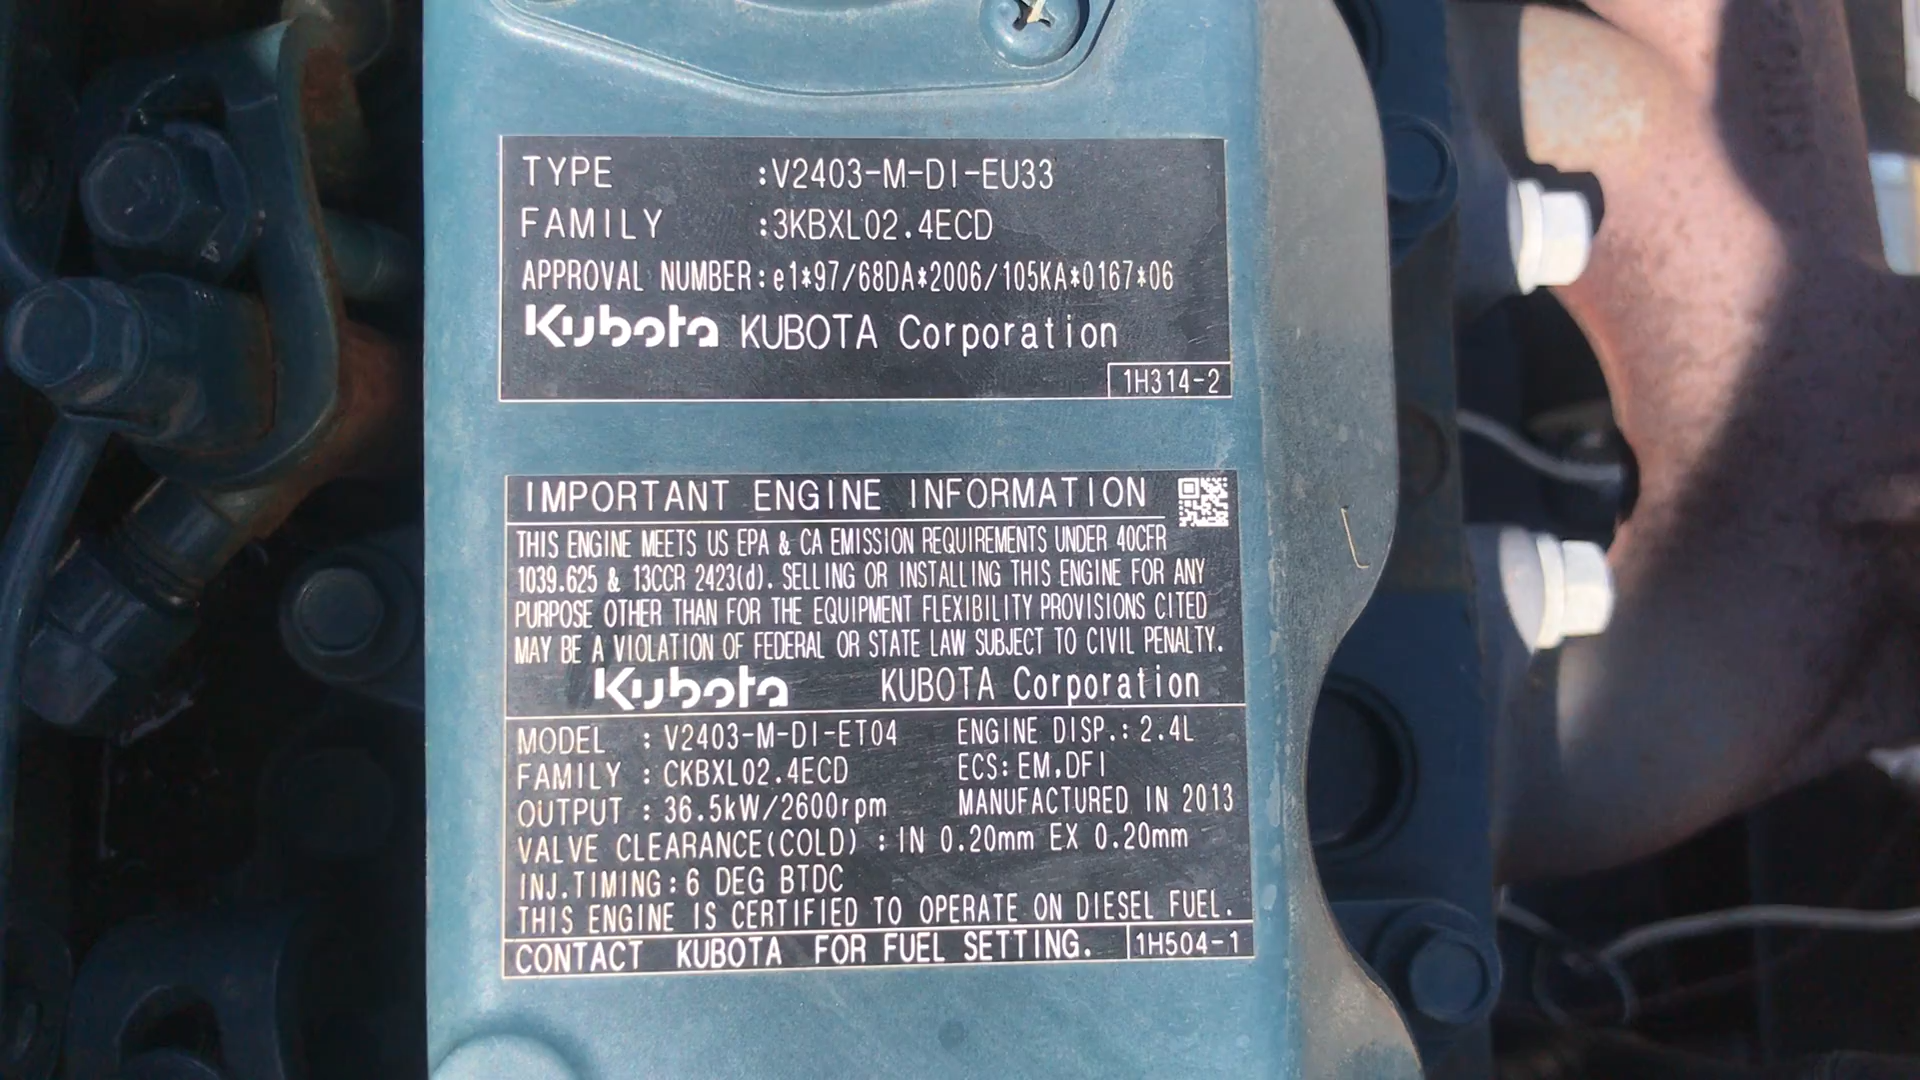 TYPE :V2403-M-DI-EU33
FAMILY :3KBXL02.4ECD
APPROVAL NUMBER:e1*97/68DA*2006/105KA*0167*06
Kubota KUBOTA Corporation
1H314-2
IMPORTANT ENGINE INFORMATION
THIS ENGINE MEETS US EPA & CA EMISSION REQUIREMENTS UNDER 40CFR
1039.625 & 13CCR 2423(d). SELLING OR INSTALLING THIS ENGINE FOR ANY
PURPOSE OTHER THAN FOR THE EQUIPMENT FLEXIBILITY PROVISIONS CITED
MAY BE A VIOLATION OF FEDERAL OR STATE LAW SUBJECT TO CIVIL PENALTY.
Kubota KUBOTA Corporation
MODEL : V2403-M-DI-ET04 ENGINE DISP.: 2.4L
FAMILY : CKBXL02.4ECD ECS: EM,DFI
OUTPUT : 36.5kW/2600rpm MANUFACTURED IN 2013
VALVE CLEARANCE(COLD) : IN 0.20mm EX 0.20mm
INJ.TIMING:6 DEG BTDC
THIS ENGINE IS CERTIFIED TO OPERATE ON DIESEL FUEL.
CONTACT KUBOTA FOR FUEL SETTING. 1H504-1